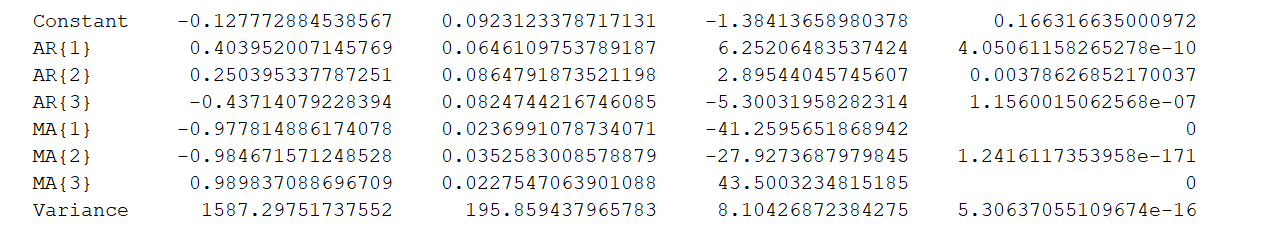 Constant -0.127772884538567 0.0923123378717131 -1.38413658980378 0.166316635000972
AR{1} 0.403952007145769 0.0646109753789187 6.25206483537424 4.05061158265278e-10
AR{2} 0.250395337787251 0.0864791873521198 2.89544045745607 0.00378626852170037
AR{3} -0.43714079228394 0.0824744216746085 -5.30031958282314 1.1560015062568e-07
MA{1} -0.977814886174078 0.0236991078734071 -41.2595651868942 0
MA{2} -0.984671571248528 0.0352583008578879 -27.9273687979845 1.2416117353958e-171
MA{3} 0.989837088696709 0.0227547063901088 43.5003234815185 0
Variance 1587.29751737552 195.859437965783 8.10426872384275 5.30637055109674e-16